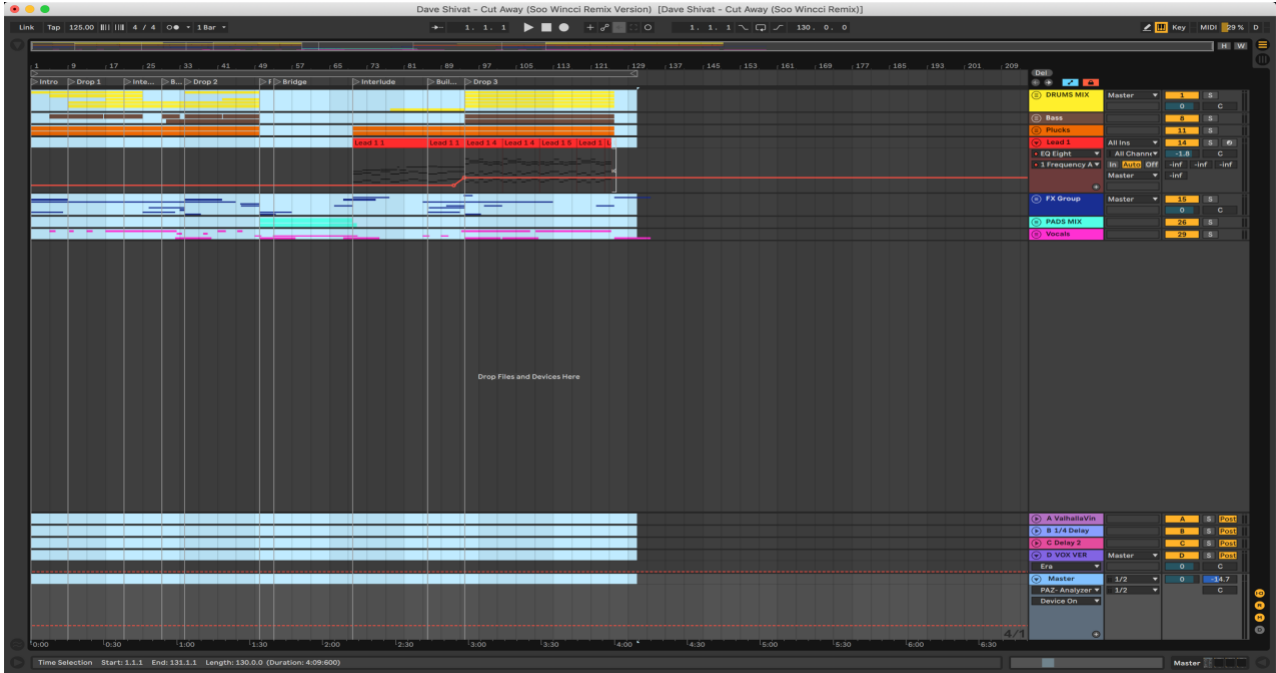 Dave Shivat - Cut Away (Soo Wincci Remix Version) [Dave Shivat - Cut Away (Soo Wincci Remix)]
Link Tap 125.00 4 / 4 1 Bar 1. 1. 1 1. 1. 1 130. 0. 0 Key MIDI 29 % D
H W
1 9 17 25 33 41 49 57 65 73 81 89 97 105 113 121 129 137 145 153 161 169 177 185 193 201 209
Del
Intro Drop 1 Inte... B... Drop 2 F Bridge Interlude Buil... Drop 3
DRUMS MIX Master 1 S
0 C
Bass 8 S
Plucks 11 S
Lead 1 1 Lead 1 1 Lead 1 4 Lead 1 4 Lead 1 6 Lead 1 L Lead 1 All Ins 14 S
EQ Eight All Channe -1.8 C
1 Frequency A In Auto Off -inf -inf -inf
Master -inf
FX Group Master 15 S
0 C
PADS MIX 26 S
Vocals 29 S
Drop Files and Devices Here
A ValhallaVin A S Post
B 1/4 Delay B S Post
C Delay 2 C S Post
D VOX VER Master D S Post
Era 0 C
Master 1/2 0 -14.7
PAZ- Analyzer 1/2 C
Device On
4/1
0:00 0:30 1:00 1:30 2:00 2:30 3:00 3:30 4:00 4:30 5:00 5:30 6:00 6:30
Time Selection Start: 1.1.1 End: 131.1.1 Length: 130.0.0 (Duration: 4:09:600)
Master